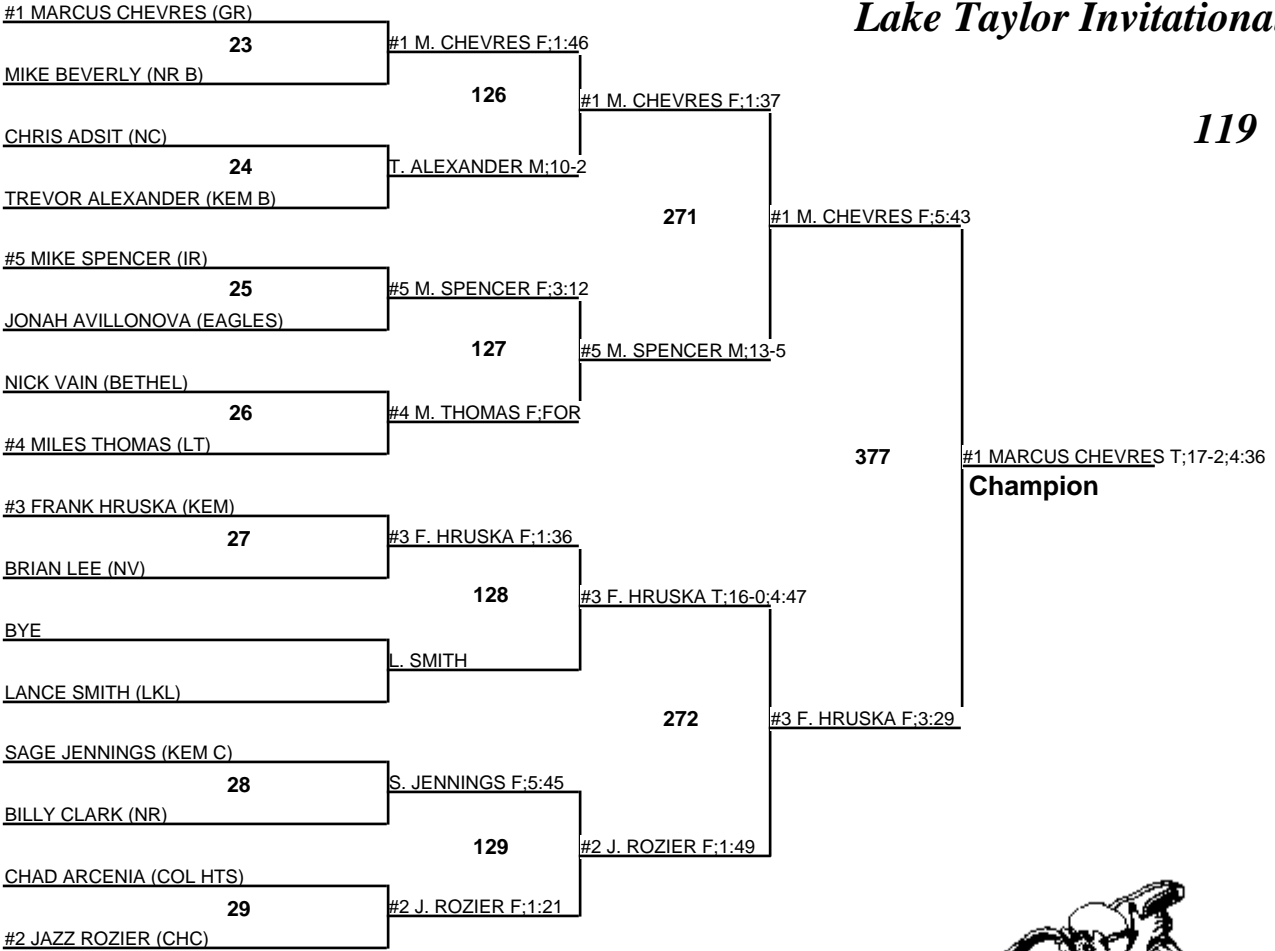 Lake Taylor Invitational
119
#1 MARCUS CHEVRES (GR)
23
MIKE BEVERLY (NR B)
CHRIS ADSIT (NC)
24
TREVOR ALEXANDER (KEM B)
#5 MIKE SPENCER (IR)
25
JONAH AVILLONOVA (EAGLES)
NICK VAIN (BETHEL)
26
#4 MILES THOMAS (LT)
#3 FRANK HRUSKA (KEM)
27
BRIAN LEE (NV)
BYE
LANCE SMITH (LKL)
SAGE JENNINGS (KEM C)
28
BILLY CLARK (NR)
CHAD ARCENIA (COL HTS)
29
#2 JAZZ ROZIER (CHC)
#1 M. CHEVRES F;1:46
126
T. ALEXANDER M;10-2
#5 M. SPENCER F;3:12
127
#4 M. THOMAS F;FOR
#3 F. HRUSKA F;1:36
128
L. SMITH
S. JENNINGS F;5:45
129
#2 J. ROZIER F;1:21
#1 M. CHEVRES F;1:37
271
#5 M. SPENCER M;13-5
#3 F. HRUSKA T;16-0;4:47
272
#2 J. ROZIER F;1:49
#1 M. CHEVRES F;5:43
377
#3 F. HRUSKA F;3:29
#1 MARCUS CHEVRES T;17-2;4:36
Champion